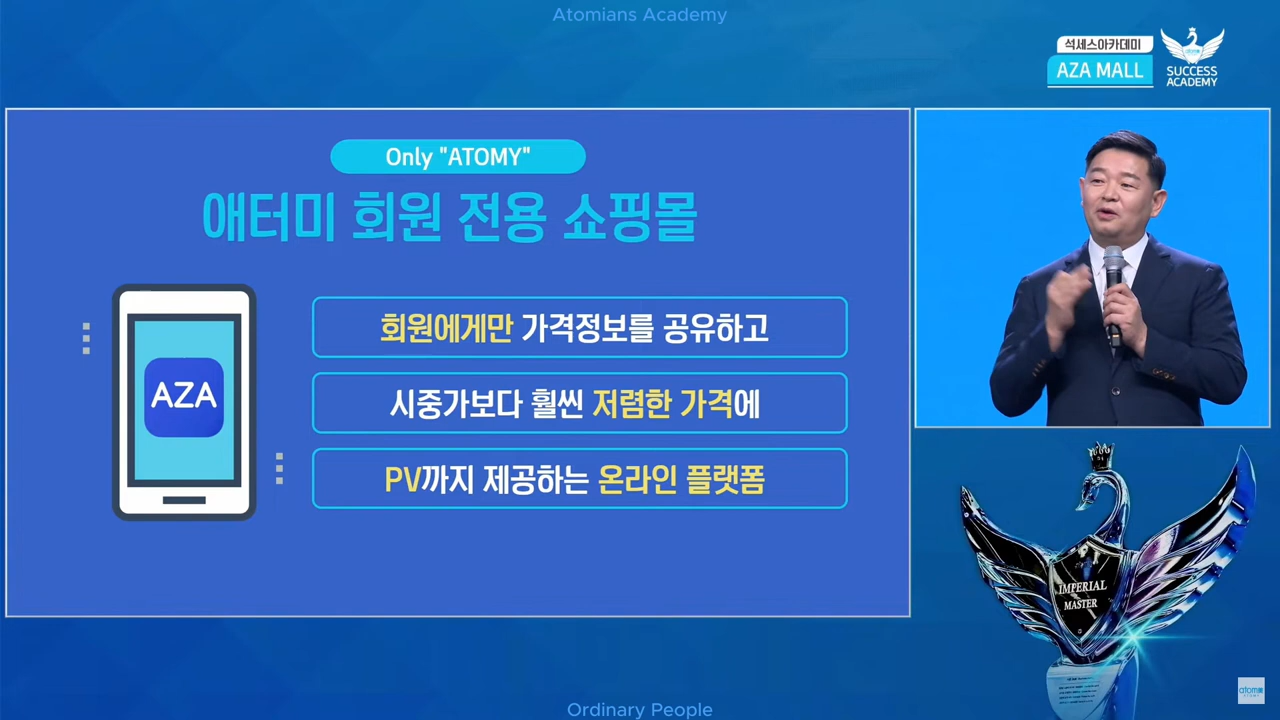 Atomians Academy
석세스아카데미
AZA MALL
SUCCESS
ACADEMY
Only "ATOMY"
애터미 회원 전용 쇼핑몰
AZA
회원에게만 가격정보를 공유하고
시중가보다 훨씬 저렴한 가격에
PV까지 제공하는 온라인 플랫폼
IMPERIAL
MASTER
Ordinary People